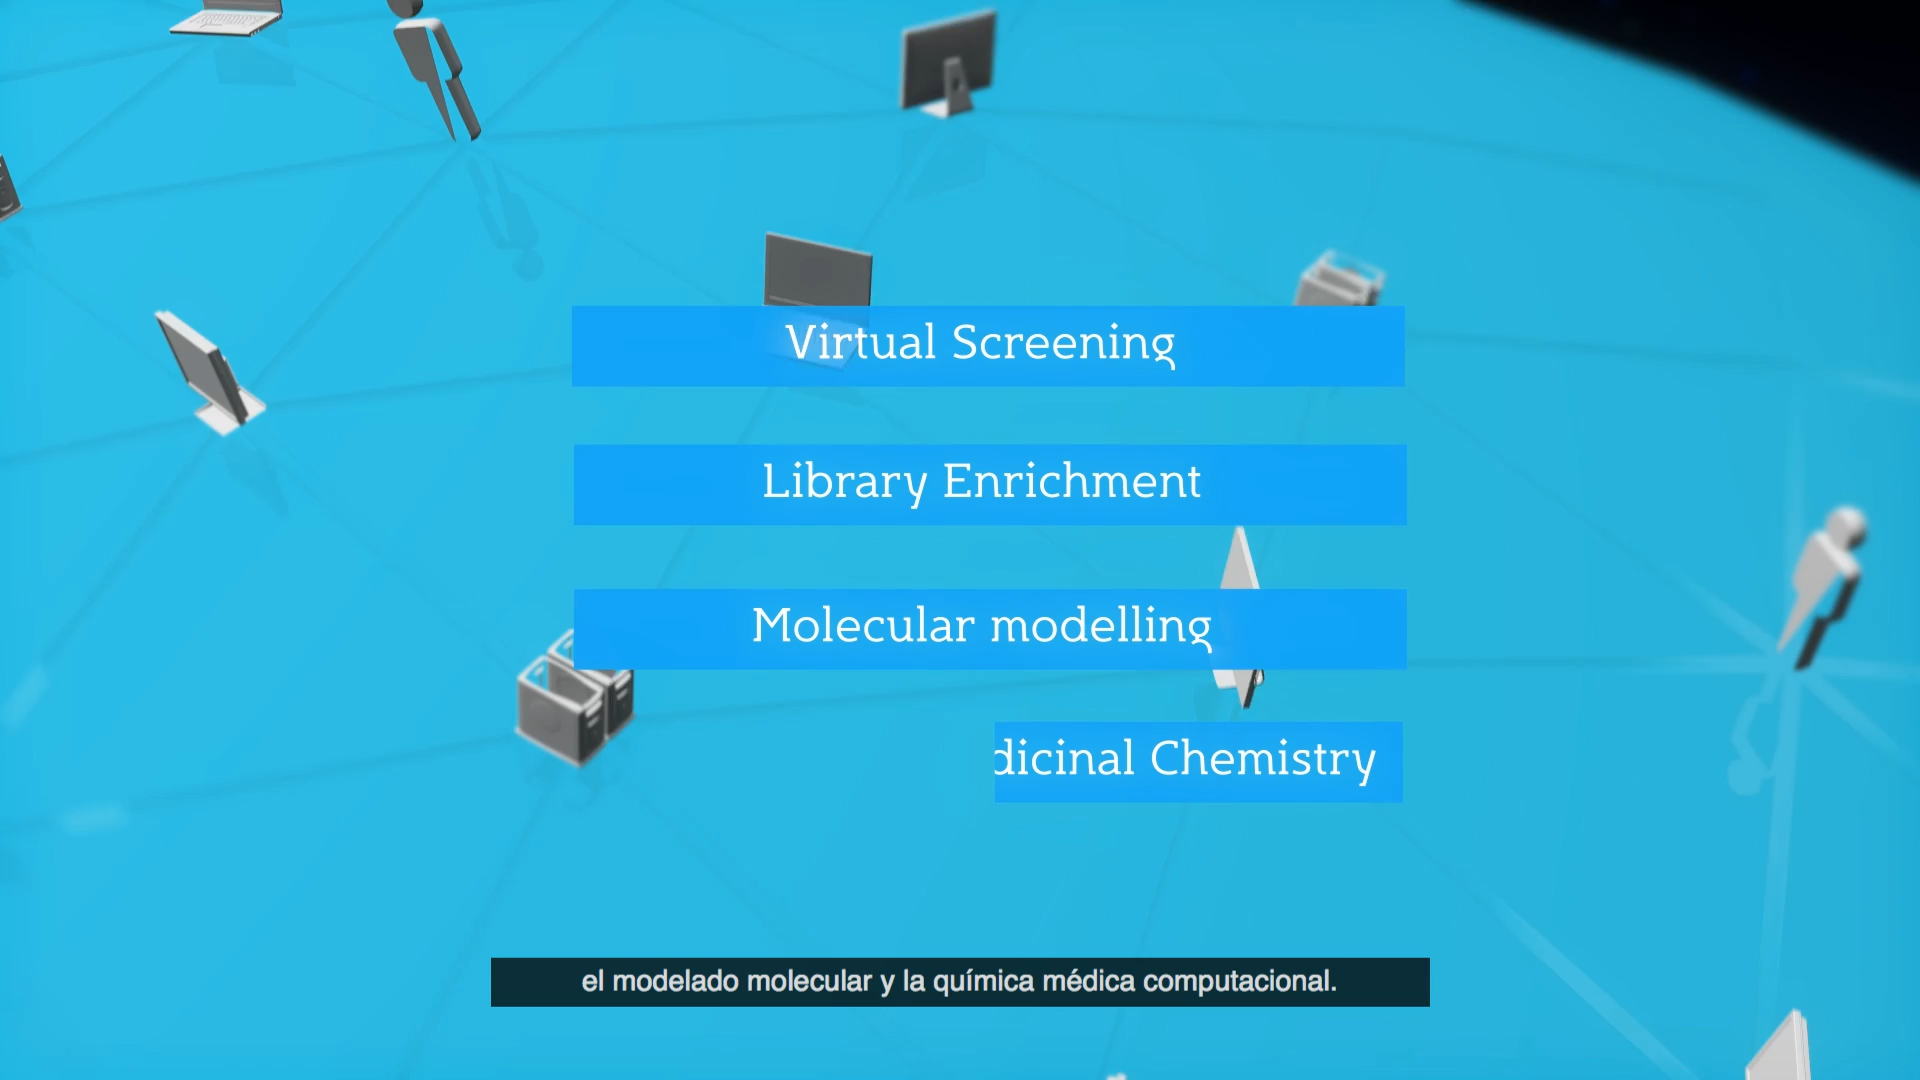 Virtual Screening
Library Enrichment
Molecular modelling
dicinal Chemistry
el modelado molecular y la química médica computacional.